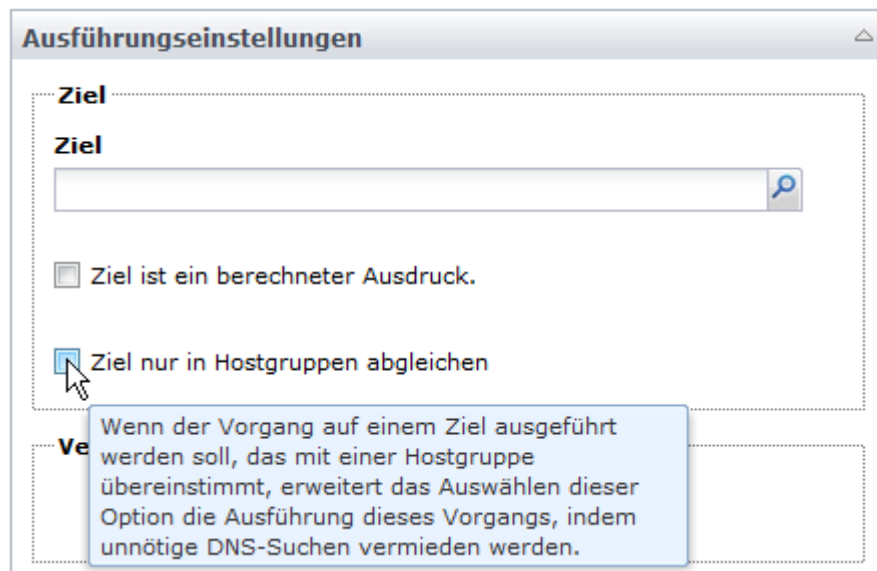 Ausführungseinstellungen
Ziel
Ziel
Ziel ist ein berechneter Ausdruck.
Ziel nur in Hostgruppen abgleichen
Wenn der Vorgang auf einem Ziel ausgeführt
werden soll, das mit einer Hostgruppe
übereinstimmt, erweitert das Auswählen dieser
Option die Ausführung dieses Vorgangs, indem
unnötige DNS-Suchen vermieden werden.